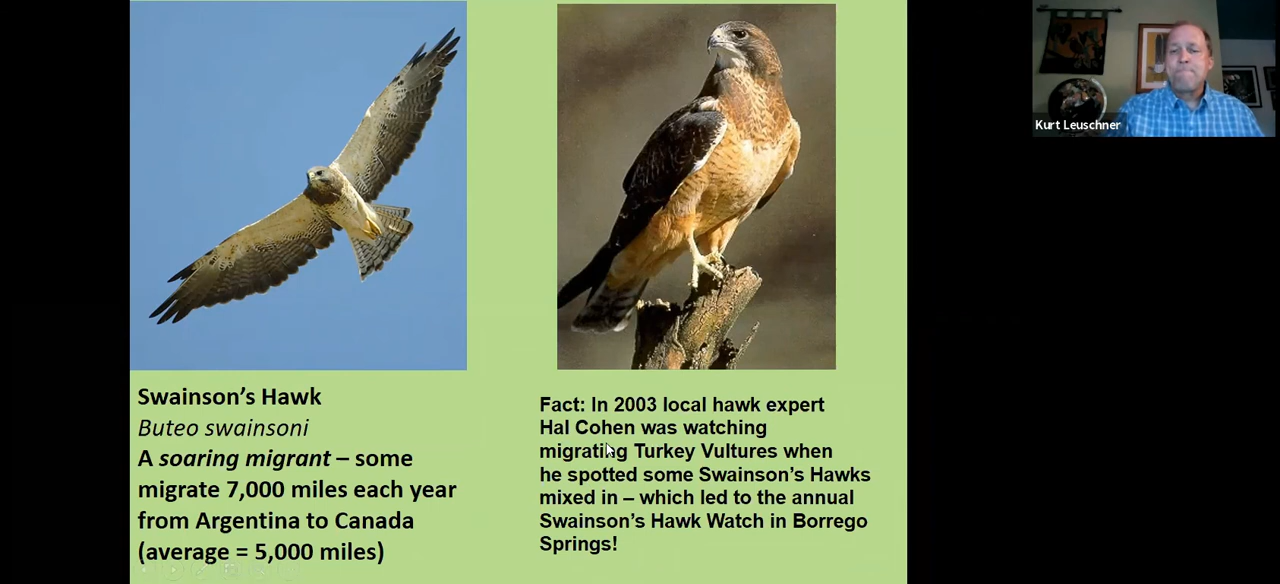 Kurt Leuschner
Swainson's Hawk
Buteo swainsoni
A soaring migrant – some
migrate 7,000 miles each year
from Argentina to Canada
(average = 5,000 miles)
Fact: In 2003 local hawk expert
Hal Cohen was watching
migrating Turkey Vultures when
he spotted some Swainson's Hawks
mixed in – which led to the annual
Swainson's Hawk Watch in Borrego
Springs!